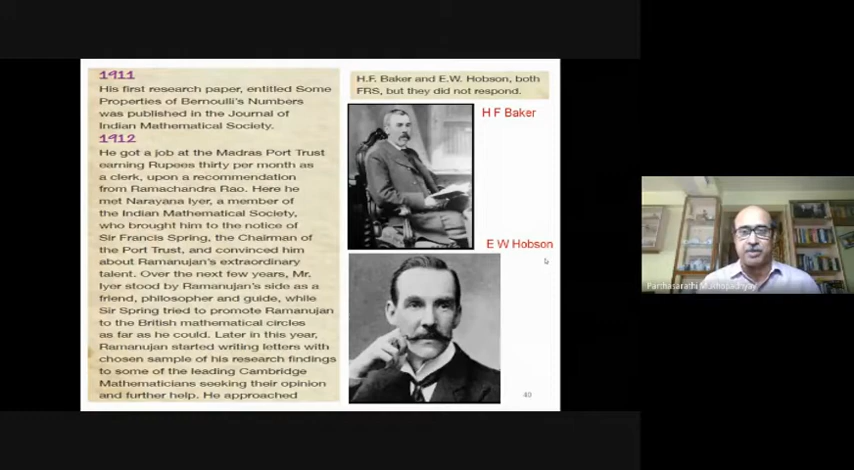 1911
His first research paper, entitled Some
Properties of Bernoulli's Numbers
was published in the Journal of
Indian Mathematical Society.
1912
He got a job at the Madras Port Trust
earning Rupees thirty per month as
a clerk, upon a recommendation
from Ramachandra Rao. Here he
met Narayana Iyer, a member of
the Indian Mathematical Society,
who brought him to the notice of
Sir Francis Spring, the Chairman of
the Port Trust, and convinced him
about Ramanujan's extraordinary
talent. Over the next few years, Mr.
Iyer stood by Ramanujan's side as a
friend, philosopher and guide, while
Sir Spring tried to promote Ramanujan
to the British mathematical circles
as far as he could. Later in this year,
Ramanujan started writing letters with
chosen sample of his research findings
to some of the leading Cambridge
Mathematicians seeking their opinion
and further help. He approached
H.F. Baker and E.W. Hobson, both
FRS, but they did not respond.
H F Baker
E W Hobson
40
Parthasarathi Mukhopadhyay